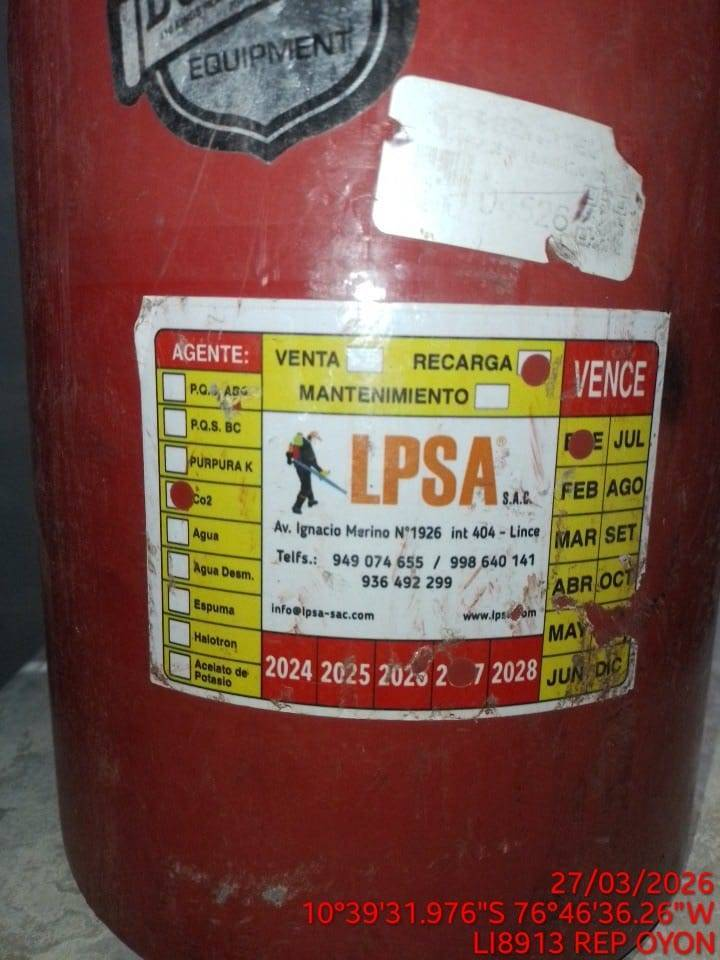 EQUIPMENT
AGENTE:
P.Q.S. ABC
P.Q.S. BC
PURPURA K
Co2
Agua
Agua Desm.
Espuma
Halotron
Acelato de
Potasio
VENTA RECARGA
MANTENIMIENTO
LPSA®
S.A.C.
Av. Ignacio Merino N°1926 int 404 - Lince
Telfs.: 949 074 655 / 998 640 141
936 492 299
info@lpsa-sac.com
2024 2025 2026 2028
VENCE
JUL
FEB AGO
MAR SET
ABR OCT
MAY
JUN DIC
27/03/2026
10°39'31.976"S 76°46'36.26"W
LI8913 REP OYON